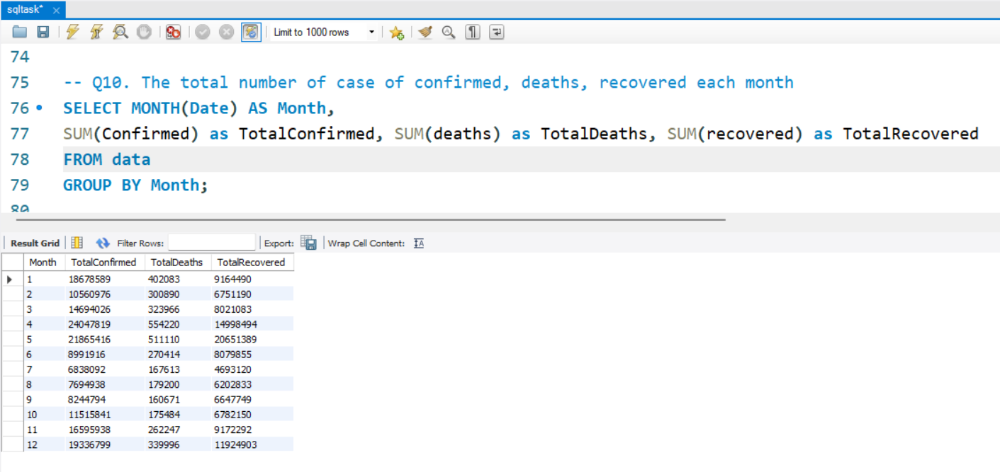 sqltask*
Limit to 1000 rows
74
75 -- Q10. The total number of case of confirmed, deaths, recovered each month
76 SELECT MONTH(Date) AS Month,
77 SUM(Confirmed) as TotalConfirmed, SUM(deaths) as TotalDeaths, SUM(recovered) as TotalRecovered
78 FROM data
79 GROUP BY Month;
80
Result Grid Filter Rows: Export: Wrap Cell Content:
Month TotalConfirmed TotalDeaths TotalRecovered
1 18678589 402083 9164490
2 10560976 300890 6751190
3 14694026 323966 8021083
4 24047819 554220 14998494
5 21865416 511110 20651389
6 8991916 270414 8079855
7 6838092 167613 4693120
8 7694938 179200 6202833
9 8244794 160671 6647749
10 11515841 175484 6782150
11 16595938 262247 9172292
12 19336799 339996 11924903